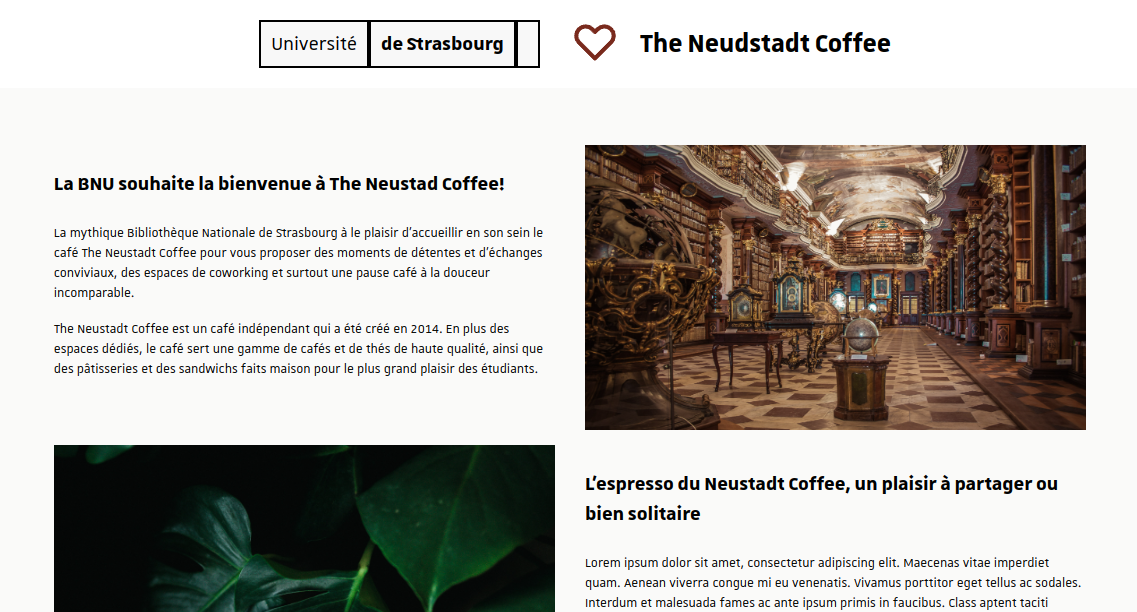 Université de Strasbourg
The Neudstadt Coffee
La BNU souhaite la bienvenue à The Neustad Coffee!
La mythique Bibliothèque Nationale de Strasbourg à le plaisir d'accueillir en son sein le
café The Neustadt Coffee pour vous proposer des moments de détentes et d'échanges
conviviaux, des espaces de coworking et surtout une pause café à la douceur
incomparable.
The Neustadt Coffee est un café indépendant qui a été créé en 2014. En plus des
espaces dédiés, le café sert une gamme de cafés et de thés de haute qualité, ainsi que
des pâtisseries et des sandwichs faits maison pour le plus grand plaisir des étudiants.
L'espresso du Neustadt Coffee, un plaisir à partager ou
bien solitaire
Lorem ipsum dolor sit amet, consectetur adipiscing elit. Maecenas vitae imperdiet
quam. Aenean viverra congue mi eu venenatis. Vivamus porttitor eget tellus ac sodales.
Interdum et malesuada fames ac ante ipsum primis in faucibus. Class aptent taciti